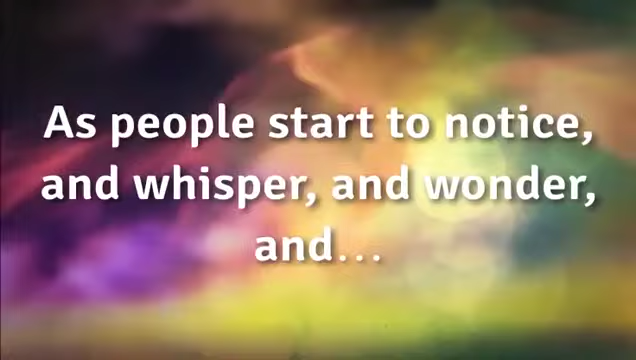 As people start to notice,
and whisper, and wonder,
and…